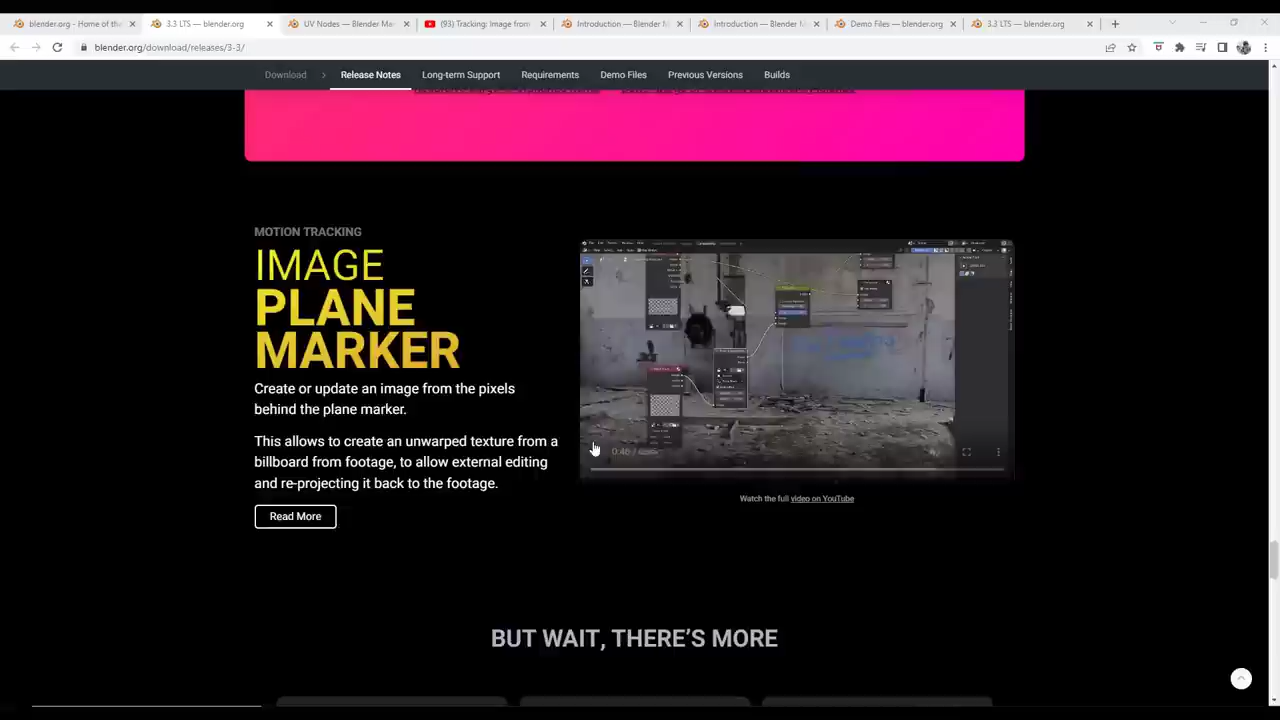 blender.org - Home of the
3.3 LTS — blender.org
UV Nodes — Blender Ma
(93) Tracking: Image from
Introduction — Blender M
Introduction — Blender M
Demo Files — blender.org
3.3 LTS — blender.org
blender.org/download/releases/3-3/
Download
Release Notes
Long-term Support
Requirements
Demo Files
Previous Versions
Builds
MOTION TRACKING
IMAGE
PLANE
MARKER
Create or update an image from the pixels
behind the plane marker.
This allows to create an unwarped texture from a
billboard from footage, to allow external editing
and re-projecting it back to the footage.
Read More
0:46 /
Watch the full video on YouTube
BUT WAIT, THERE'S MORE